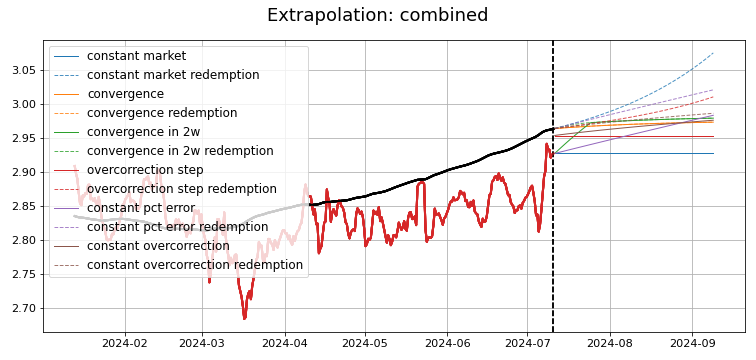 Extrapolation: combined
constant market
constant market redemption
convergence
convergence redemption
convergence in 2w
convergence in 2w redemption
overcorrection step
overcorrection step redemption
constant pct error
constant pct error redemption
constant overcorrection
constant overcorrection redemption
3.05
3.00
2.95
2.90
2.85
2.80
2.75
2.70
2024-02
2024-03
2024-04
2024-05
2024-06
2024-07
2024-08
2024-09